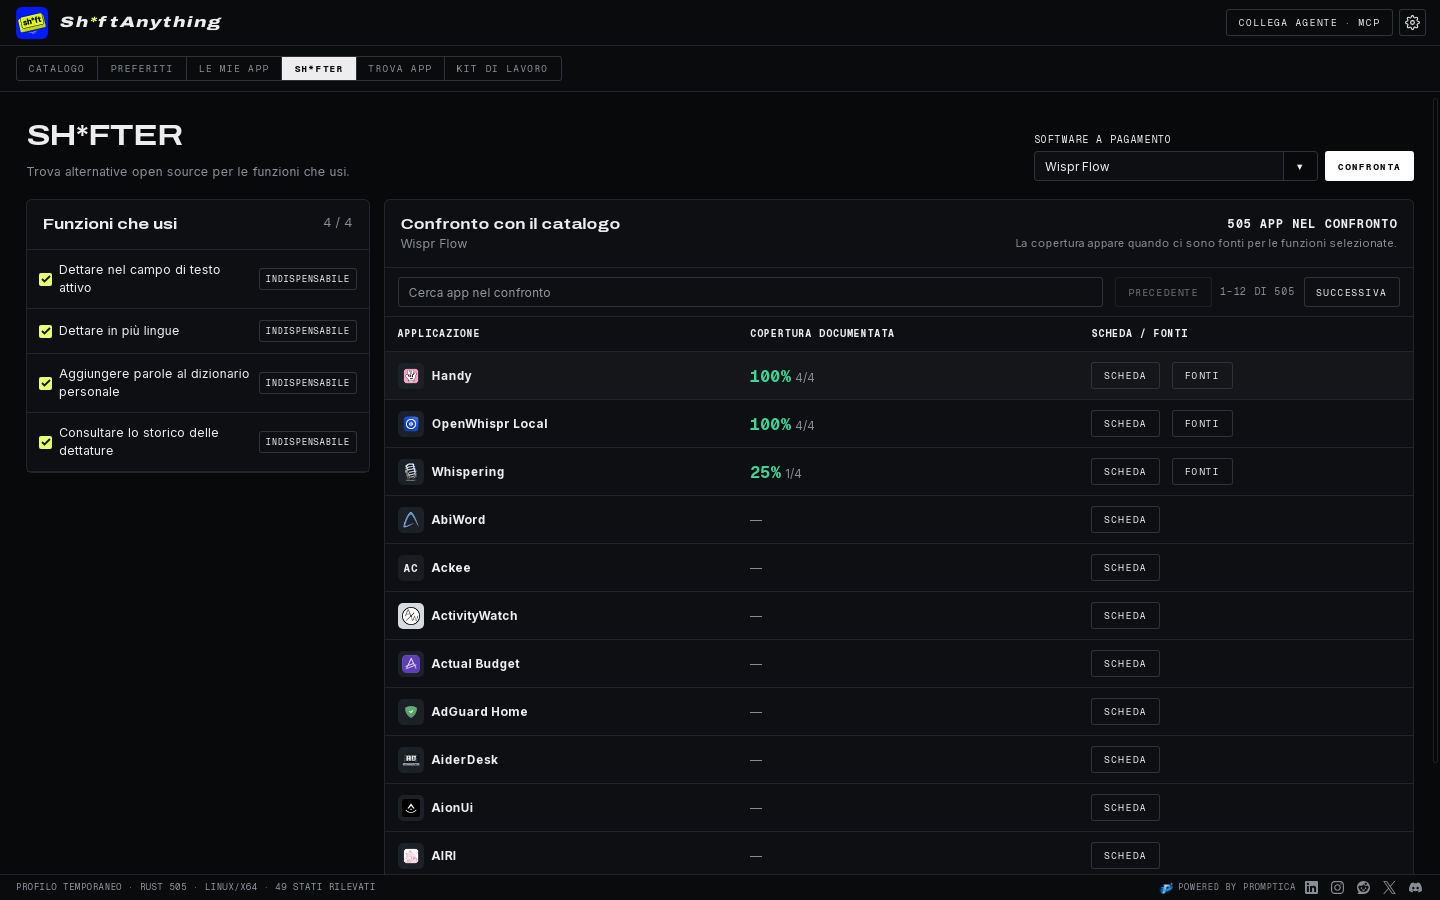 sh*ft
Sh*ftAnything
COLLEGA AGENTE · MCP
CATALOGO
PREFERITI
LE MIE APP
SH*FTER
TROVA APP
KIT DI LAVORO
SH*FTER
Trova alternative open source per le funzioni che usi.
SOFTWARE A PAGAMENTO
Wispr Flow
CONFRONTA
Funzioni che usi
4 / 4
Dettare nel campo di testo
attivo
INDISPENSABILE
Dettare in più lingue
INDISPENSABILE
Aggiungere parole al dizionario
personale
INDISPENSABILE
Consultare lo storico delle
dettature
INDISPENSABILE
Confronto con il catalogo
Wispr Flow
505 APP NEL CONFRONTO
La copertura appare quando ci sono fonti per le funzioni selezionate.
Cerca app nel confronto
PRECEDENTE
1–12 DI 505
SUCCESSIVA
APPLICAZIONE
COPERTURA DOCUMENTATA
SCHEDA / FONTI
Handy
100% 4/4
SCHEDA
FONTI
OpenWhispr Local
100% 4/4
SCHEDA
FONTI
Whispering
25% 1/4
SCHEDA
FONTI
AbiWord
—
SCHEDA
AC
Ackee
—
SCHEDA
ActivityWatch
—
SCHEDA
Actual Budget
—
SCHEDA
AdGuard Home
—
SCHEDA
AiderDesk
—
SCHEDA
AionUi
—
SCHEDA
AIRI
—
SCHEDA
PROFILO TEMPORANEO · RUST 505 · LINUX/X64 · 49 STATI RILEVATI
POWERED BY PROMPTICA